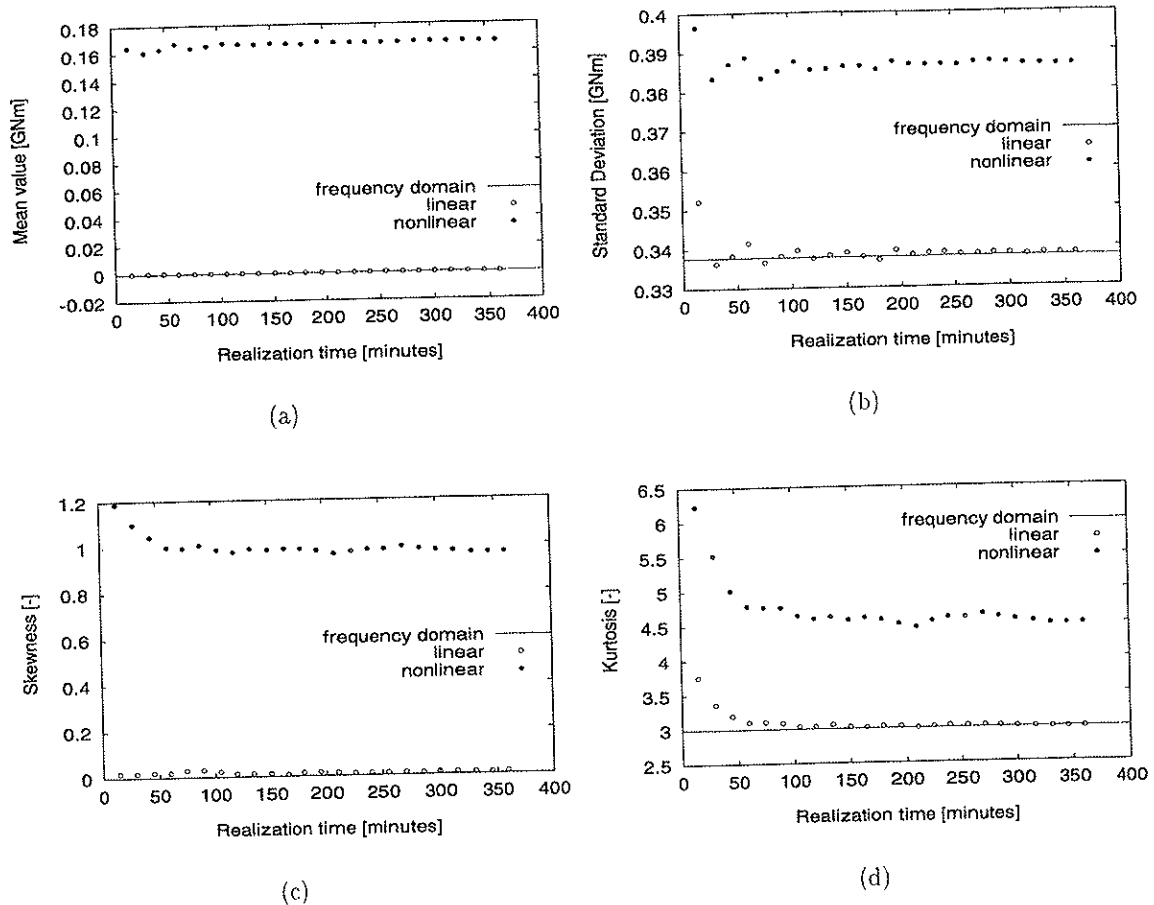 0.18
0.16
0.14
0.12
0.1
0.08
0.06
0.04
0.02
0
-0.02
Mean value [GNm]
frequency domain
linear
nonlinear
0 50 100 150 200 250 300 350 400
Realization time [minutes]
(a)
0.4
0.39
0.38
0.37
0.36
0.35
0.34
0.33
Standard Deviation [GNm]
frequency domain
linear
nonlinear
0 50 100 150 200 250 300 350 400
Realization time [minutes]
(b)
1.2
1
0.8
0.6
0.4
0.2
0
Skewness [-]
frequency domain
linear
nonlinear
0 50 100 150 200 250 300 350 400
Realization time [minutes]
(c)
6.5
6
5.5
5
4.5
4
3.5
3
2.5
Kurtosis [-]
frequency domain
linear
nonlinear
0 50 100 150 200 250 300 350 400
Realization time [minutes]
(d)